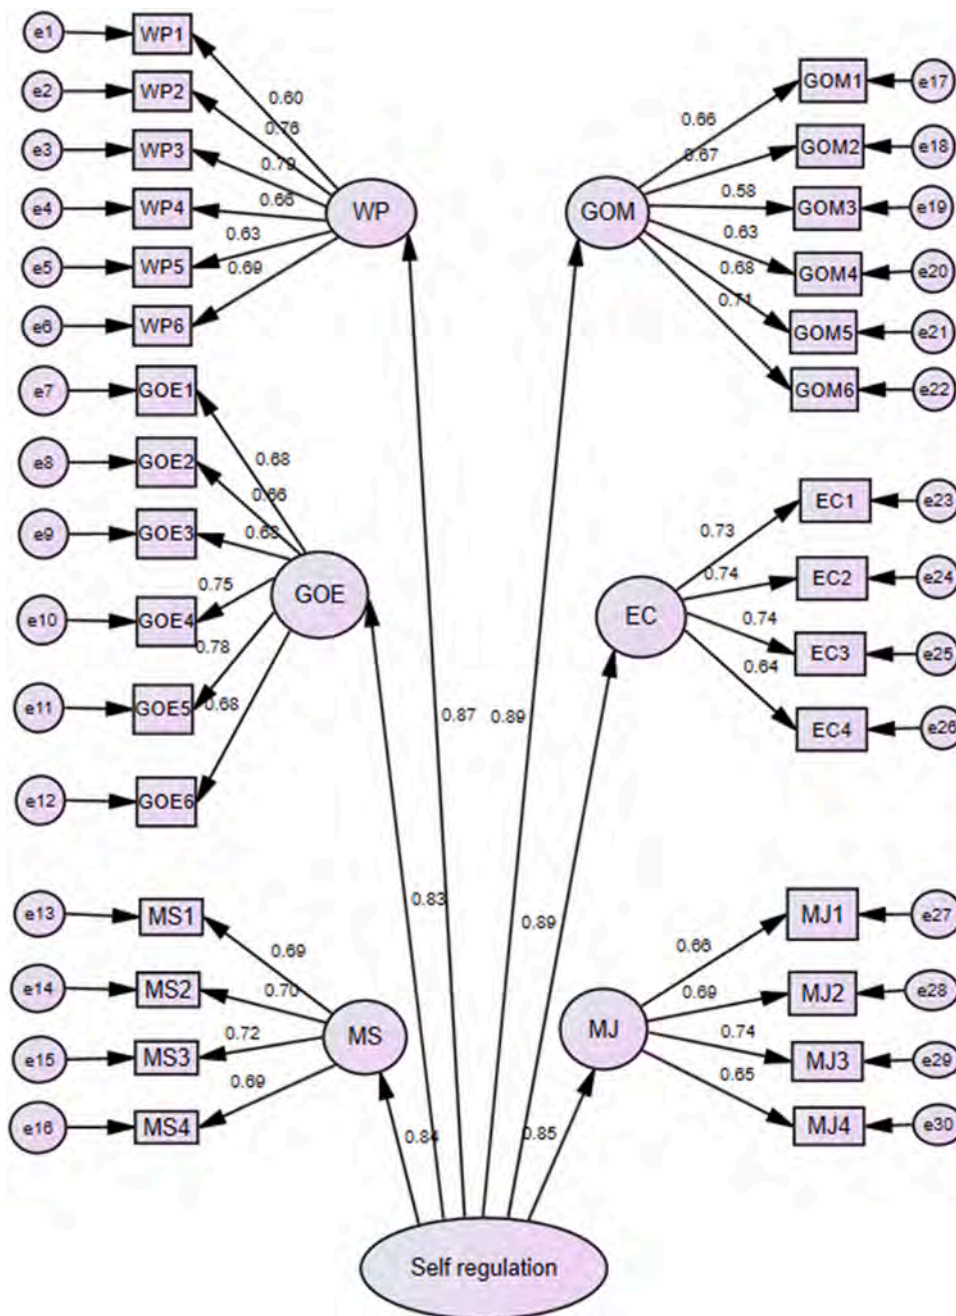 e1 WP1
e2 WP2
e3 WP3
e4 WP4
e5 WP5
e6 WP6
0.60
0.76
0.79
0.66
0.63
0.69
WP
e7 GOE1
e8 GOE2
e9 GOE3
e10 GOE4
e11 GOE5
e12 GOE6
0.68
0.66
0.68
0.75
0.78
0.68
GOE
e13 MS1
e14 MS2
e15 MS3
e16 MS4
0.69
0.70
0.72
0.69
MS
GOM1 e17
GOM2 e18
GOM3 e19
GOM4 e20
GOM5 e21
GOM6 e22
0.66
0.67
0.58
0.63
0.68
0.71
GOM
EC1 e23
EC2 e24
EC3 e25
EC4 e26
0.73
0.74
0.74
0.64
EC
MJ1 e27
MJ2 e28
MJ3 e29
MJ4 e30
0.66
0.69
0.74
0.65
MJ
0.87
0.89
0.83
0.89
0.84
0.85
Self regulation